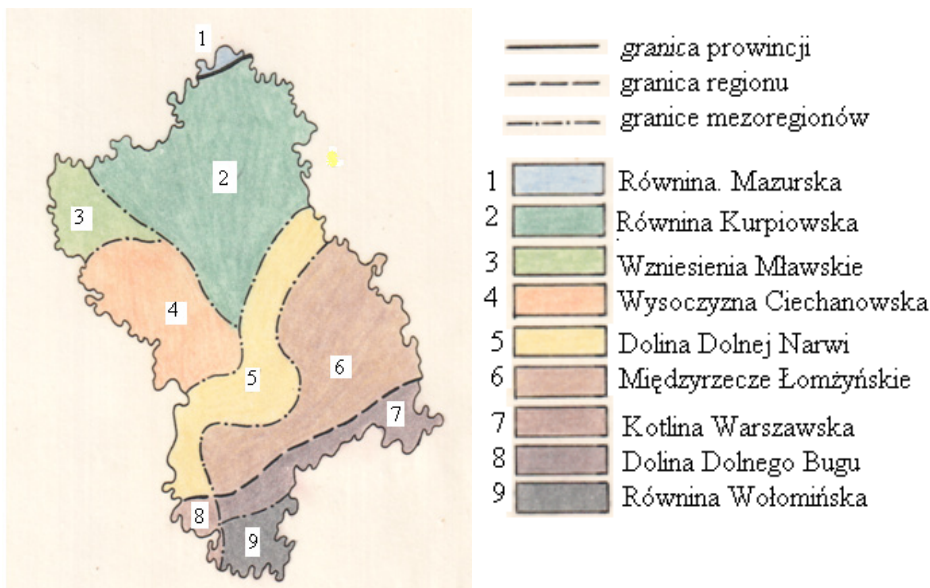 1
2
3
4
5
6
7
8
9
granica prowincji
granica regionu
granice mezoregionów
1 Równina. Mazurska
2 Równina Kurpiowska
3 Wzniesienia Mławskie
4 Wysoczyzna Ciechanowska
5 Dolina Dolnej Narwi
6 Międzyrzecze Łomżyńskie
7 Kotlina Warszawska
8 Dolina Dolnego Bugu
9 Równina Wołomińska